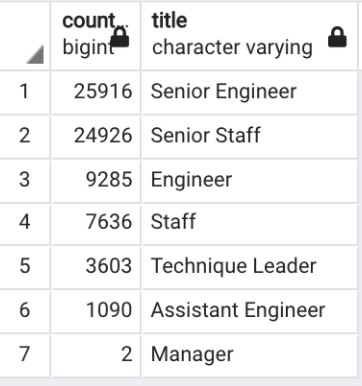 count... title
bigint character varying
1 25916 Senior Engineer
2 24926 Senior Staff
3 9285 Engineer
4 7636 Staff
5 3603 Technique Leader
6 1090 Assistant Engineer
7 2 Manager